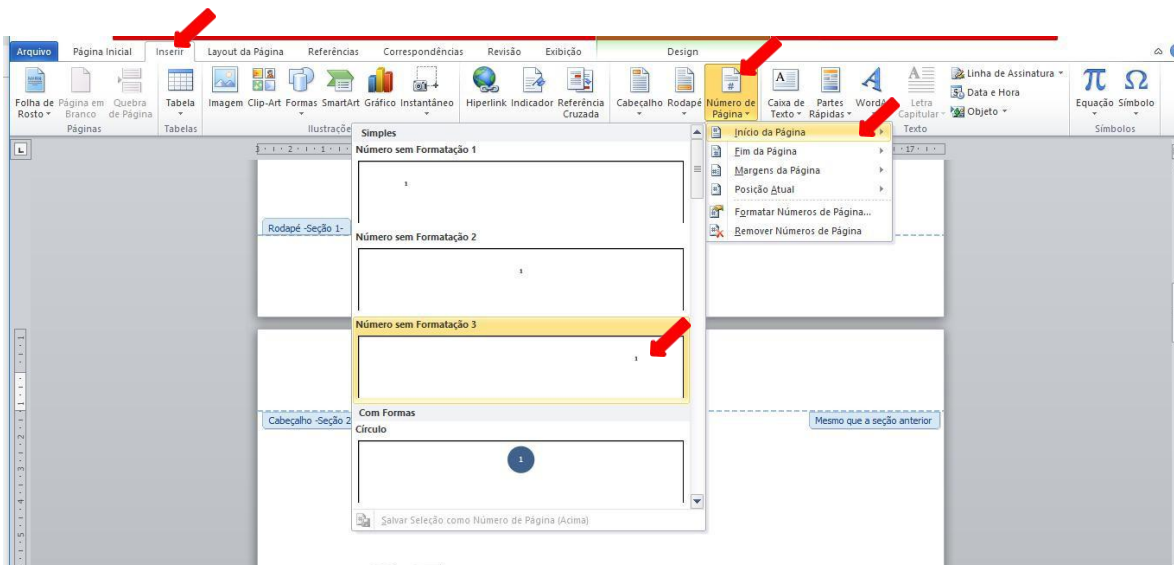 Arquivo Página Inicial Inserir Layout da Página Referências Correspondências Revisão Exibição Design
Folha de Rosto
Página em Branco
Quebra de Página
Tabela
Imagem
Clip-Art
Formas
SmartArt
Gráfico
Instantâneo
Hiperlink
Indicador
Referência Cruzada
Cabeçalho
Rodapé
Número de Página
Caixa de Texto
Partes Rápidas
Letra Capitular
Linha de Assinatura
Data e Hora
Objeto
Equação
Símbolo
Páginas
Tabelas
Texto
Símbolos
Início da Página
Fim da Página
Margens da Página
Posição Atual
Formatar Números de Página...
Remover Números de Página
Simples
Número sem Formatação 1
1
Número sem Formatação 2
1
Número sem Formatação 3
1
Com Formas
Círculo
1
Salvar Seleção como Número de Página (Acima)
Rodapé -Seção 1-
Cabeçalho -Seção 2
Mesmo que a seção anterior